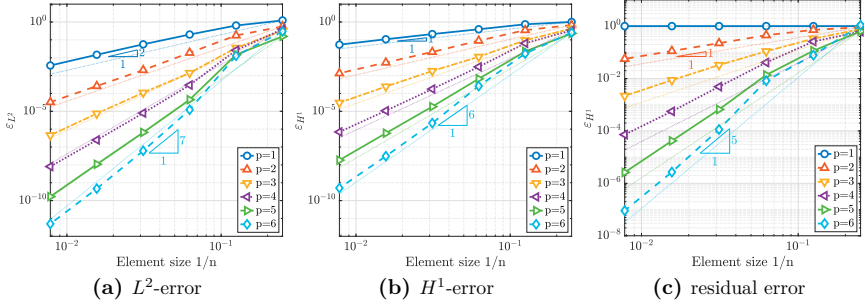 10^0
10^{-5}
10^{-10}
ε_{L^2}
2
1
7
1
p=1
p=2
p=3
p=4
p=5
p=6
10^{-2}
10^{-1}
Element size 1/n
(a) L^2-error
10^0
10^{-5}
10^{-10}
ε_{H^1}
1
6
1
p=1
p=2
p=3
p=4
p=5
p=6
10^{-2}
10^{-1}
Element size 1/n
(b) H^1-error
10^0
10^{-2}
10^{-4}
10^{-6}
10^{-8}
ε_{H^1}
1
1
5
1
p=1
p=2
p=3
p=4
p=5
p=6
10^{-2}
10^{-1}
Element size 1/n
(c) residual error